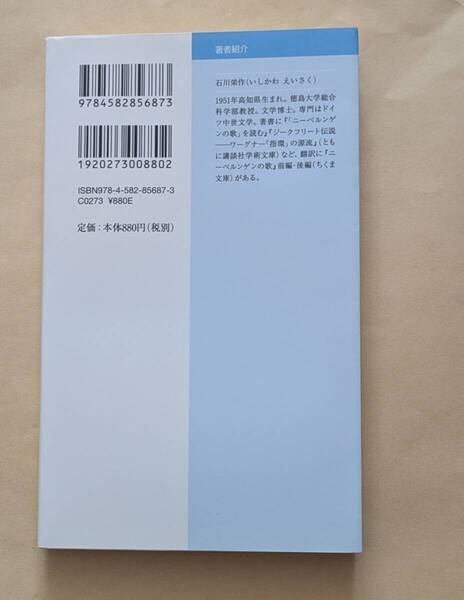 9784582856873
1920273008802
ISBN978-4-582-85687-3
C0273 ¥880E
定価：本体880円（税別）
著者紹介
石川栄作（いしかわ えいさく）
1951年高知県生まれ。徳島大学総合
科学部教授。文学博士。専門はドイ
ツ中世文学。著書に『「ニーベルンゲ
ンの歌」を読む』『ジークフリート伝説
──ワーグナー「指環」の源流』（とも
に講談社学術文庫）など、翻訳に『ニ
ーベルンゲンの歌』前編・後編（ちくま
文庫）がある。